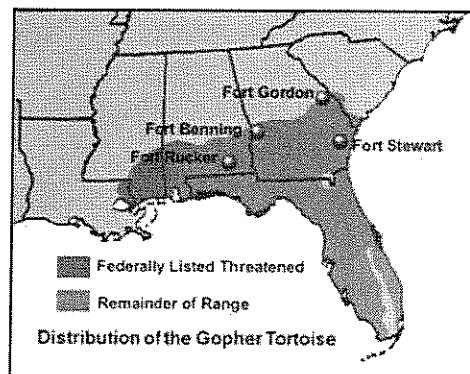 Fort Gordon
Fort Benning
Fort Rucker
Fort Stewart
Federally Listed Threatened
Remainder of Range
Distribution of the Gopher Tortoise